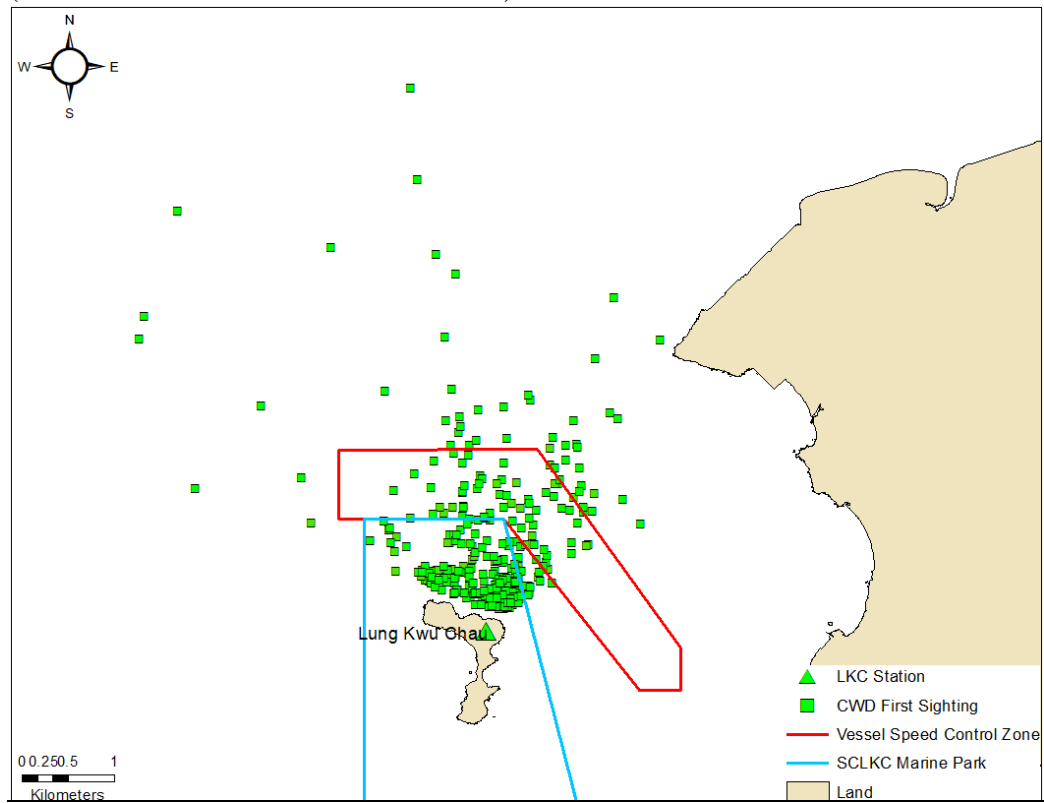 N
W E
S
Lung Kwu Chau
LKC Station
CWD First Sighting
Vessel Speed Control Zone
SCLKC Marine Park
Land
0 0.25 0.5 1
Kilometers